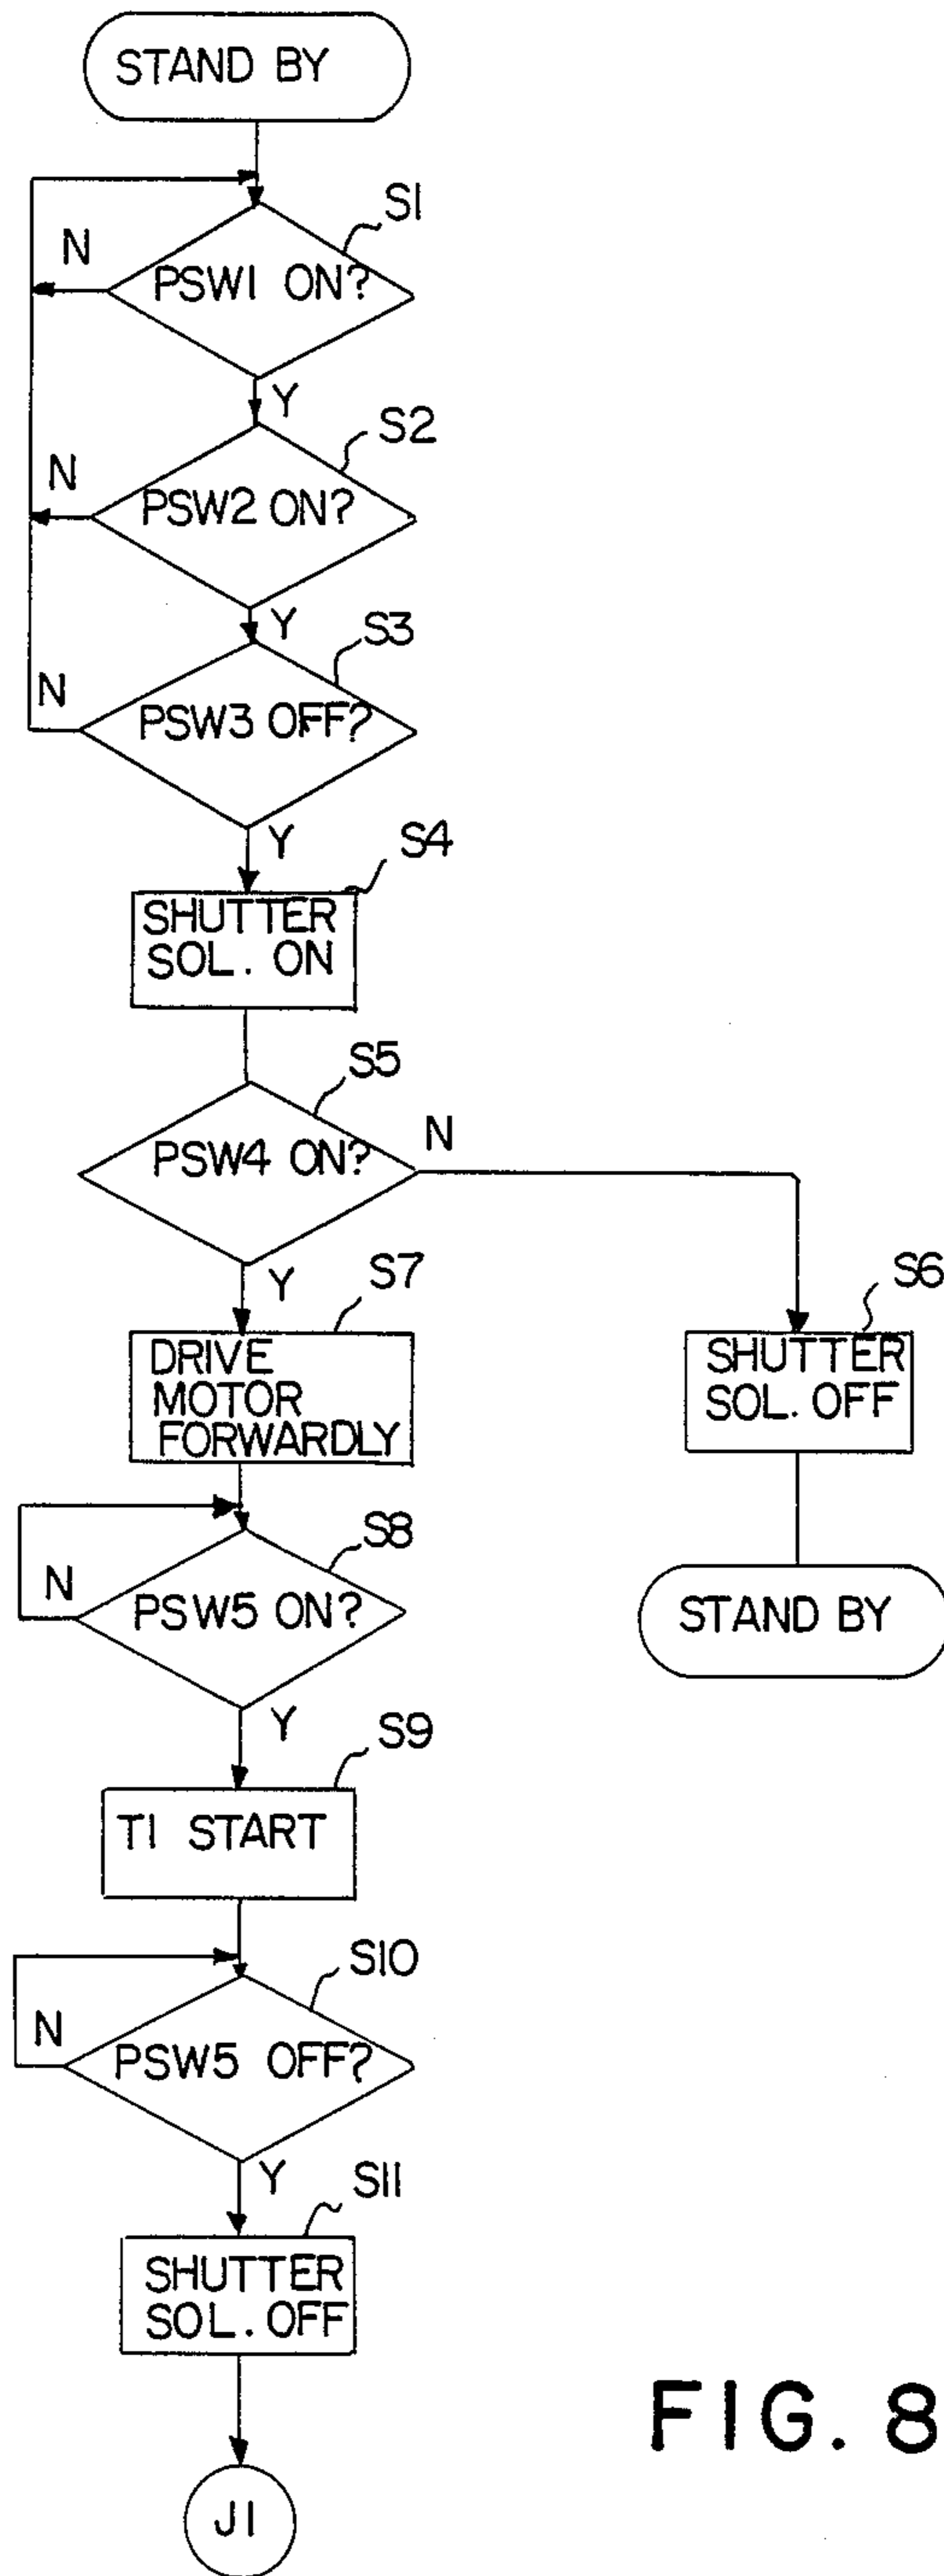 STAND BY
S1
N
PSW1 ON?
Y
S2
N
PSW2 ON?
Y
S3
N
PSW3 OFF?
Y
S4
SHUTTER
SOL. ON
S5
PSW4 ON?
N
Y
S7
S6
DRIVE
MOTOR
FORWARDLY
SHUTTER
SOL. OFF
S8
N
PSW5 ON?
STAND BY
Y
S9
T1 START
S10
N
PSW5 OFF?
Y
S11
SHUTTER
SOL. OFF
J1
FIG. 8